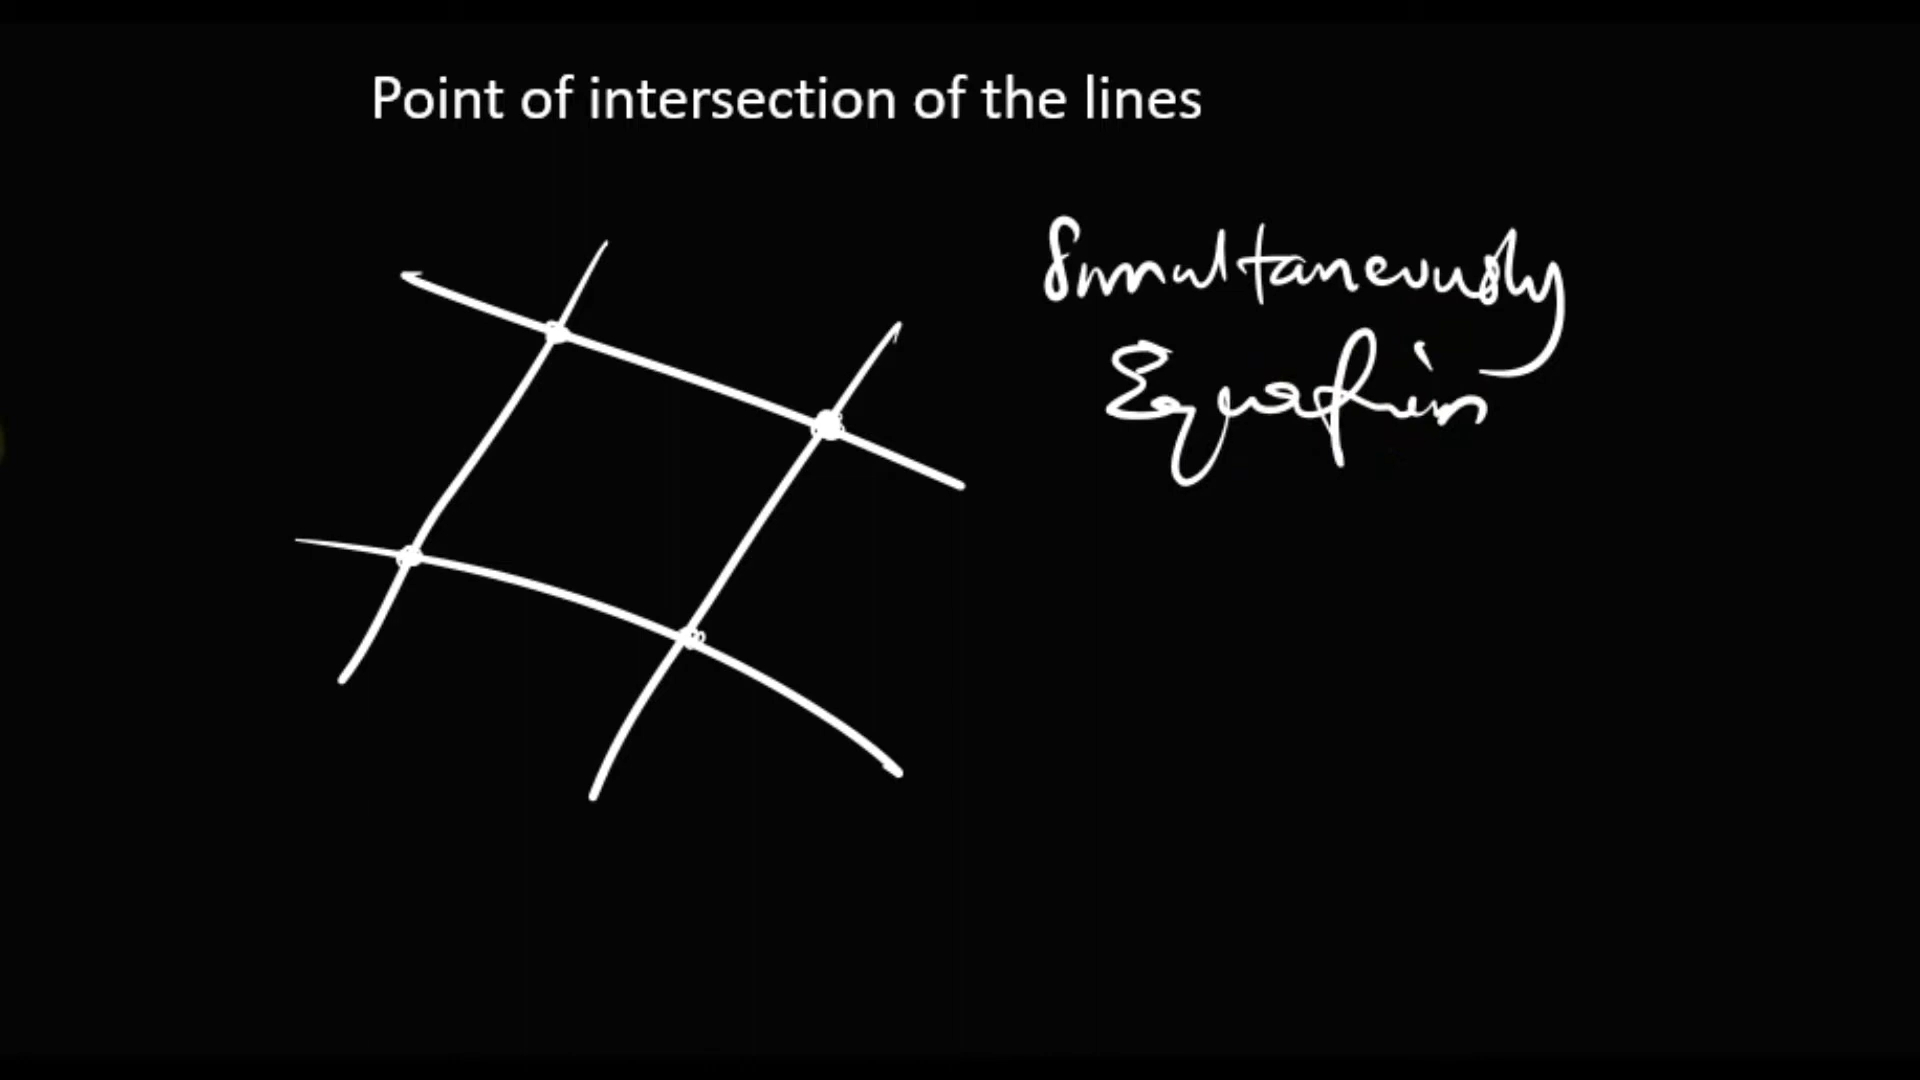 Point of intersection of the lines
Simultaneously
Equation